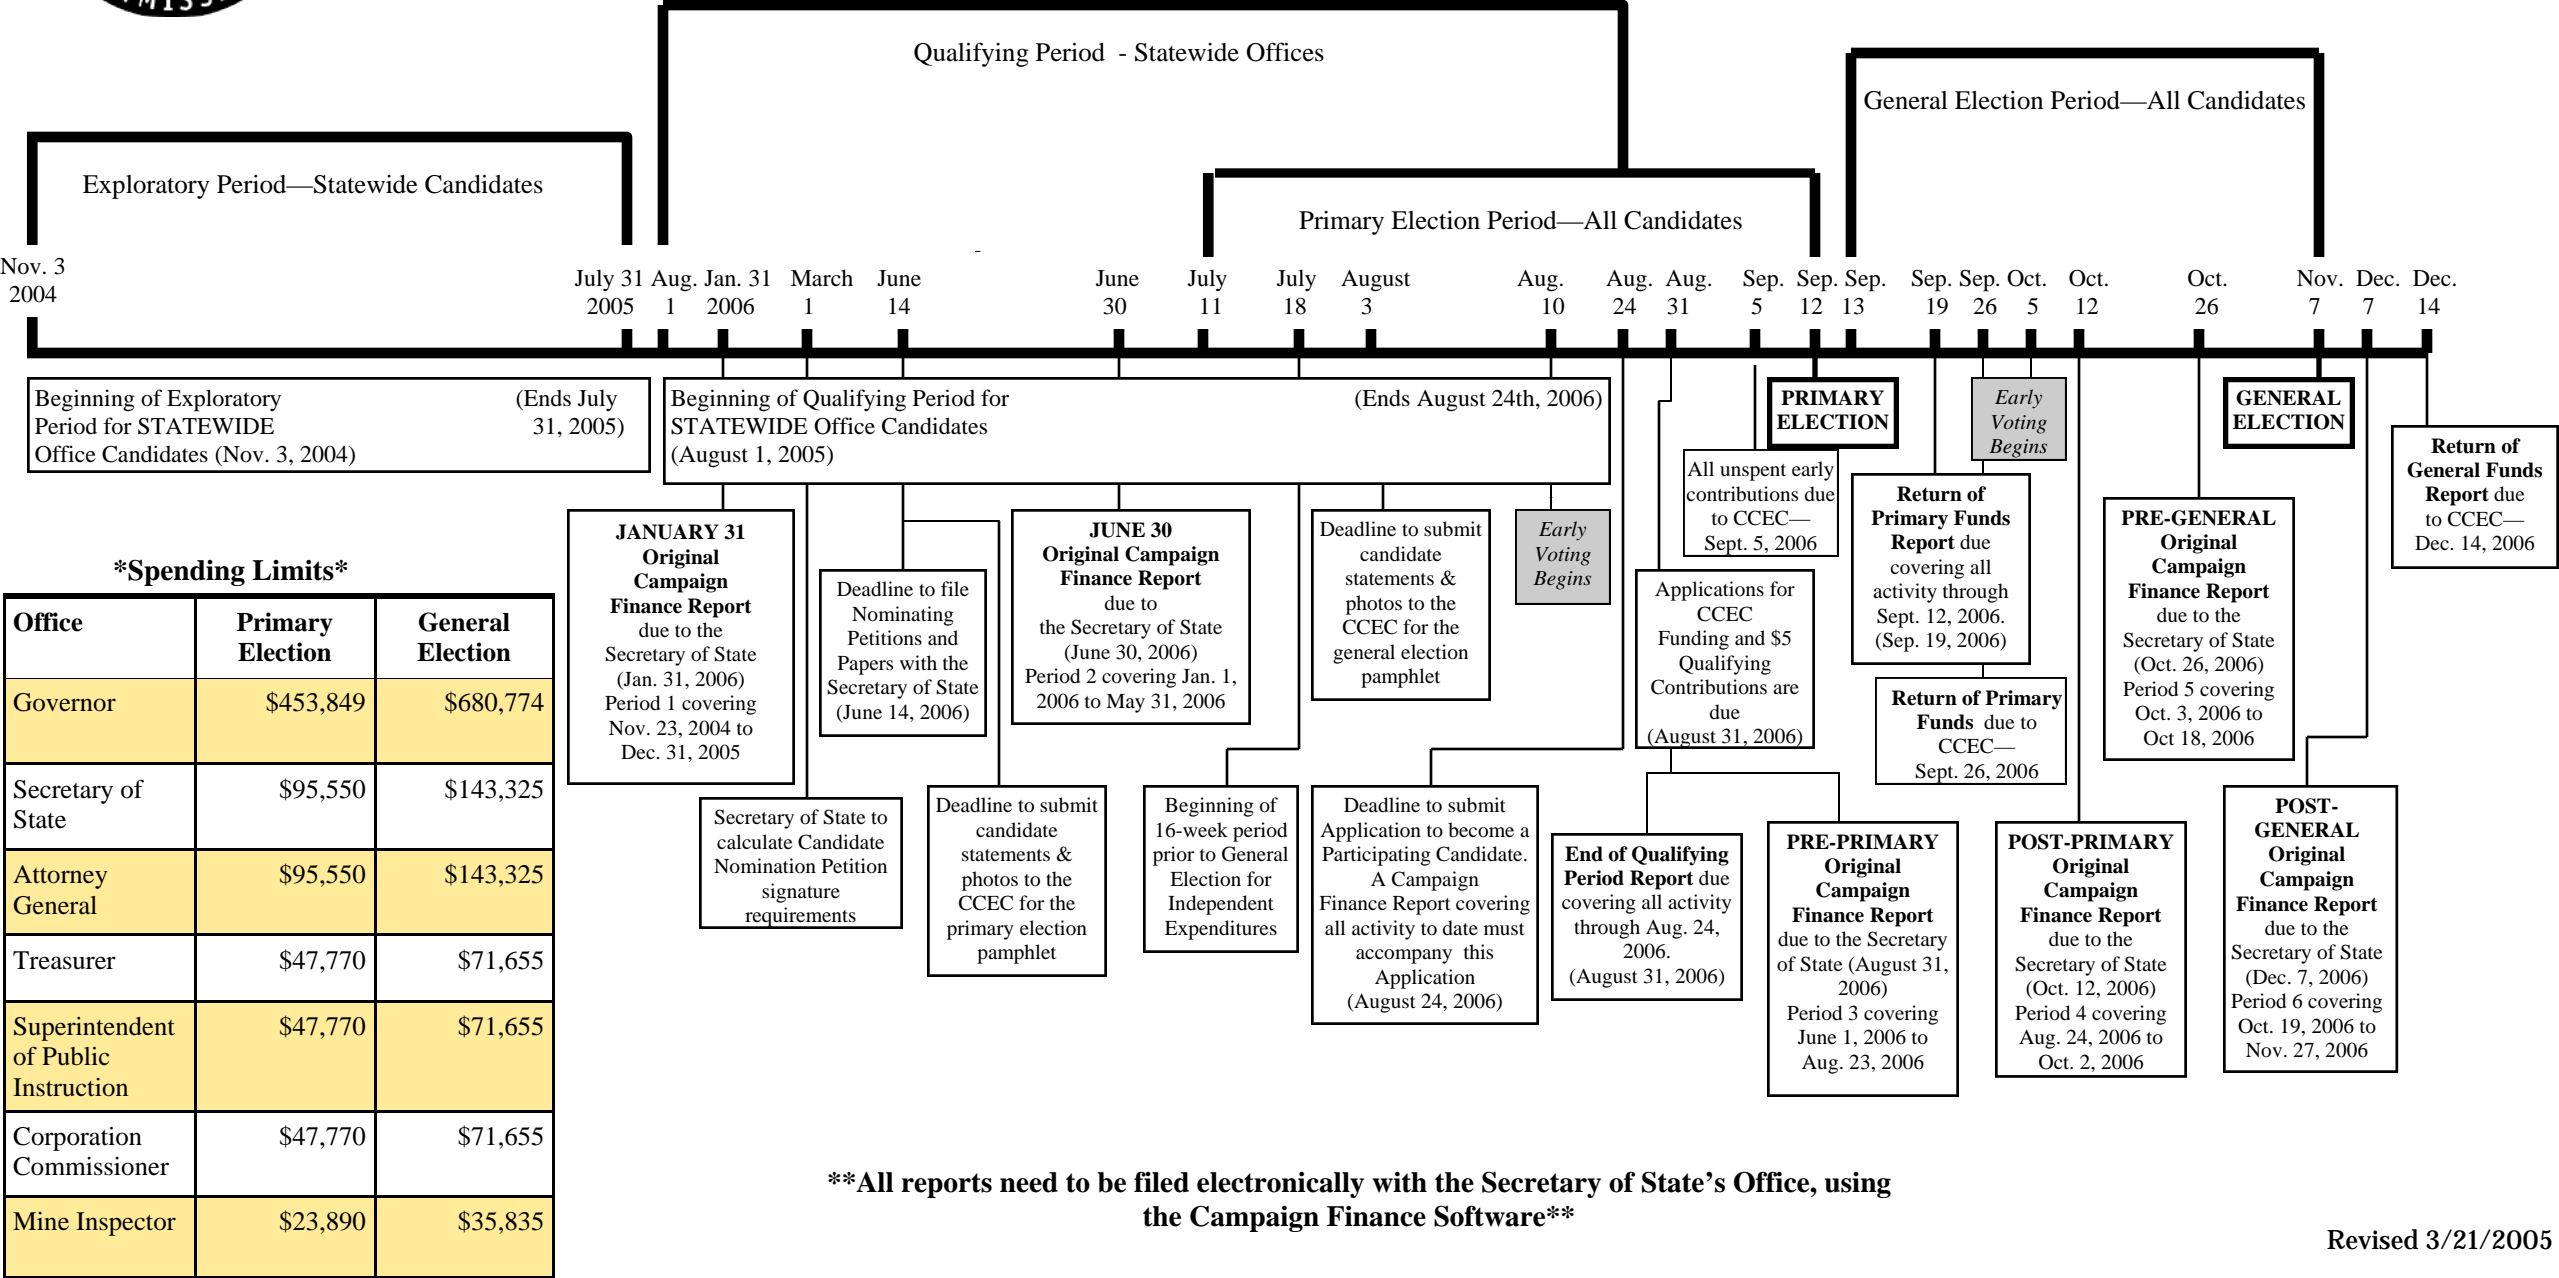 Qualifying Period  - Statewide Offices
General Election Period—All Candidates
Exploratory Period—Statewide Candidates
Primary Election Period—All Candidates
-
Nov. 3
2004
July 31
2005
Aug.
1
Jan. 31
2006
March
1
June
14
June
30
July
11
July
18
August
3
Aug.
10
Aug.
24
Aug.
31
Sep.
5
Sep.
12
Sep.
13
Sep.
19
Sep.
26
Oct.
5
Oct.
12
Oct.
26
Nov.
7
Dec.
7
Dec.
14
Beginning of Exploratory
Period for STATEWIDE
Office Candidates (Nov. 3, 2004)
(Ends July
31, 2005)
Beginning of Qualifying Period for
STATEWIDE Office Candidates
(August 1, 2005)
(Ends August 24th, 2006)
PRIMARY
ELECTION
Early
Voting
Begins
GENERAL
ELECTION
Return of
General Funds
Report due
to CCEC—
Dec. 14, 2006
All unspent early
contributions due
to CCEC—
Sept. 5, 2006
Return of
Primary Funds
Report due
covering all
activity through
Sept. 12, 2006.
(Sep. 19, 2006)
PRE-GENERAL
Original
Campaign
Finance Report
due to the
Secretary of State
(Oct. 26, 2006)
Period 5 covering
Oct. 3, 2006 to
Oct 18, 2006
JANUARY 31
Original
Campaign
Finance Report
due to the
Secretary of State
(Jan. 31, 2006)
Period 1 covering
Nov. 23, 2004 to
Dec. 31, 2005
Deadline to file
Nominating
Petitions and
Papers with the
Secretary of State
(June 14, 2006)
JUNE 30
Original Campaign
Finance Report
due to
the Secretary of State
(June 30, 2006)
Period 2 covering Jan. 1,
2006 to May 31, 2006
Deadline to submit
candidate
statements &
photos to the
CCEC for the
general election
pamphlet
Early
Voting
Begins
Applications for
CCEC
Funding and $5
Qualifying
Contributions are
due
(August 31, 2006)
Return of Primary
Funds  due to
CCEC—
Sept. 26, 2006
Secretary of State to
calculate Candidate
Nomination Petition
signature
requirements
Deadline to submit
candidate
statements &
photos to the
CCEC for the
primary election
pamphlet
Beginning of
16-week period
prior to General
Election for
Independent
Expenditures
Deadline to submit
Application to become a
Participating Candidate.
A Campaign
Finance Report covering
all activity to date must
accompany  this
Application
(August 24, 2006)
End of Qualifying
Period Report due
covering all activity
through Aug. 24,
2006.
(August 31, 2006)
PRE-PRIMARY
Original
Campaign
Finance Report
due to the Secretary
of State (August 31,
2006)
Period 3 covering
June 1, 2006 to
Aug. 23, 2006
POST-PRIMARY
Original
Campaign
Finance Report
due to the
Secretary of State
(Oct. 12, 2006)
Period 4 covering
Aug. 24, 2006 to
Oct. 2, 2006
POST-
GENERAL
Original
Campaign
Finance Report
due to the
Secretary of State
(Dec. 7, 2006)
Period 6 covering
Oct. 19, 2006 to
Nov. 27, 2006
*Spending Limits*
Office
Primary
Election
General
Election
Governor $453,849 $680,774
Secretary of
State
$95,550 $143,325
Attorney
General
$95,550 $143,325
Treasurer $47,770 $71,655
Superintendent
of Public
Instruction
$47,770 $71,655
Corporation
Commissioner
$47,770 $71,655
Mine Inspector $23,890 $35,835
**All reports need to be filed electronically with the Secretary of State’s Office, using
the Campaign Finance Software**
Revised 3/21/2005